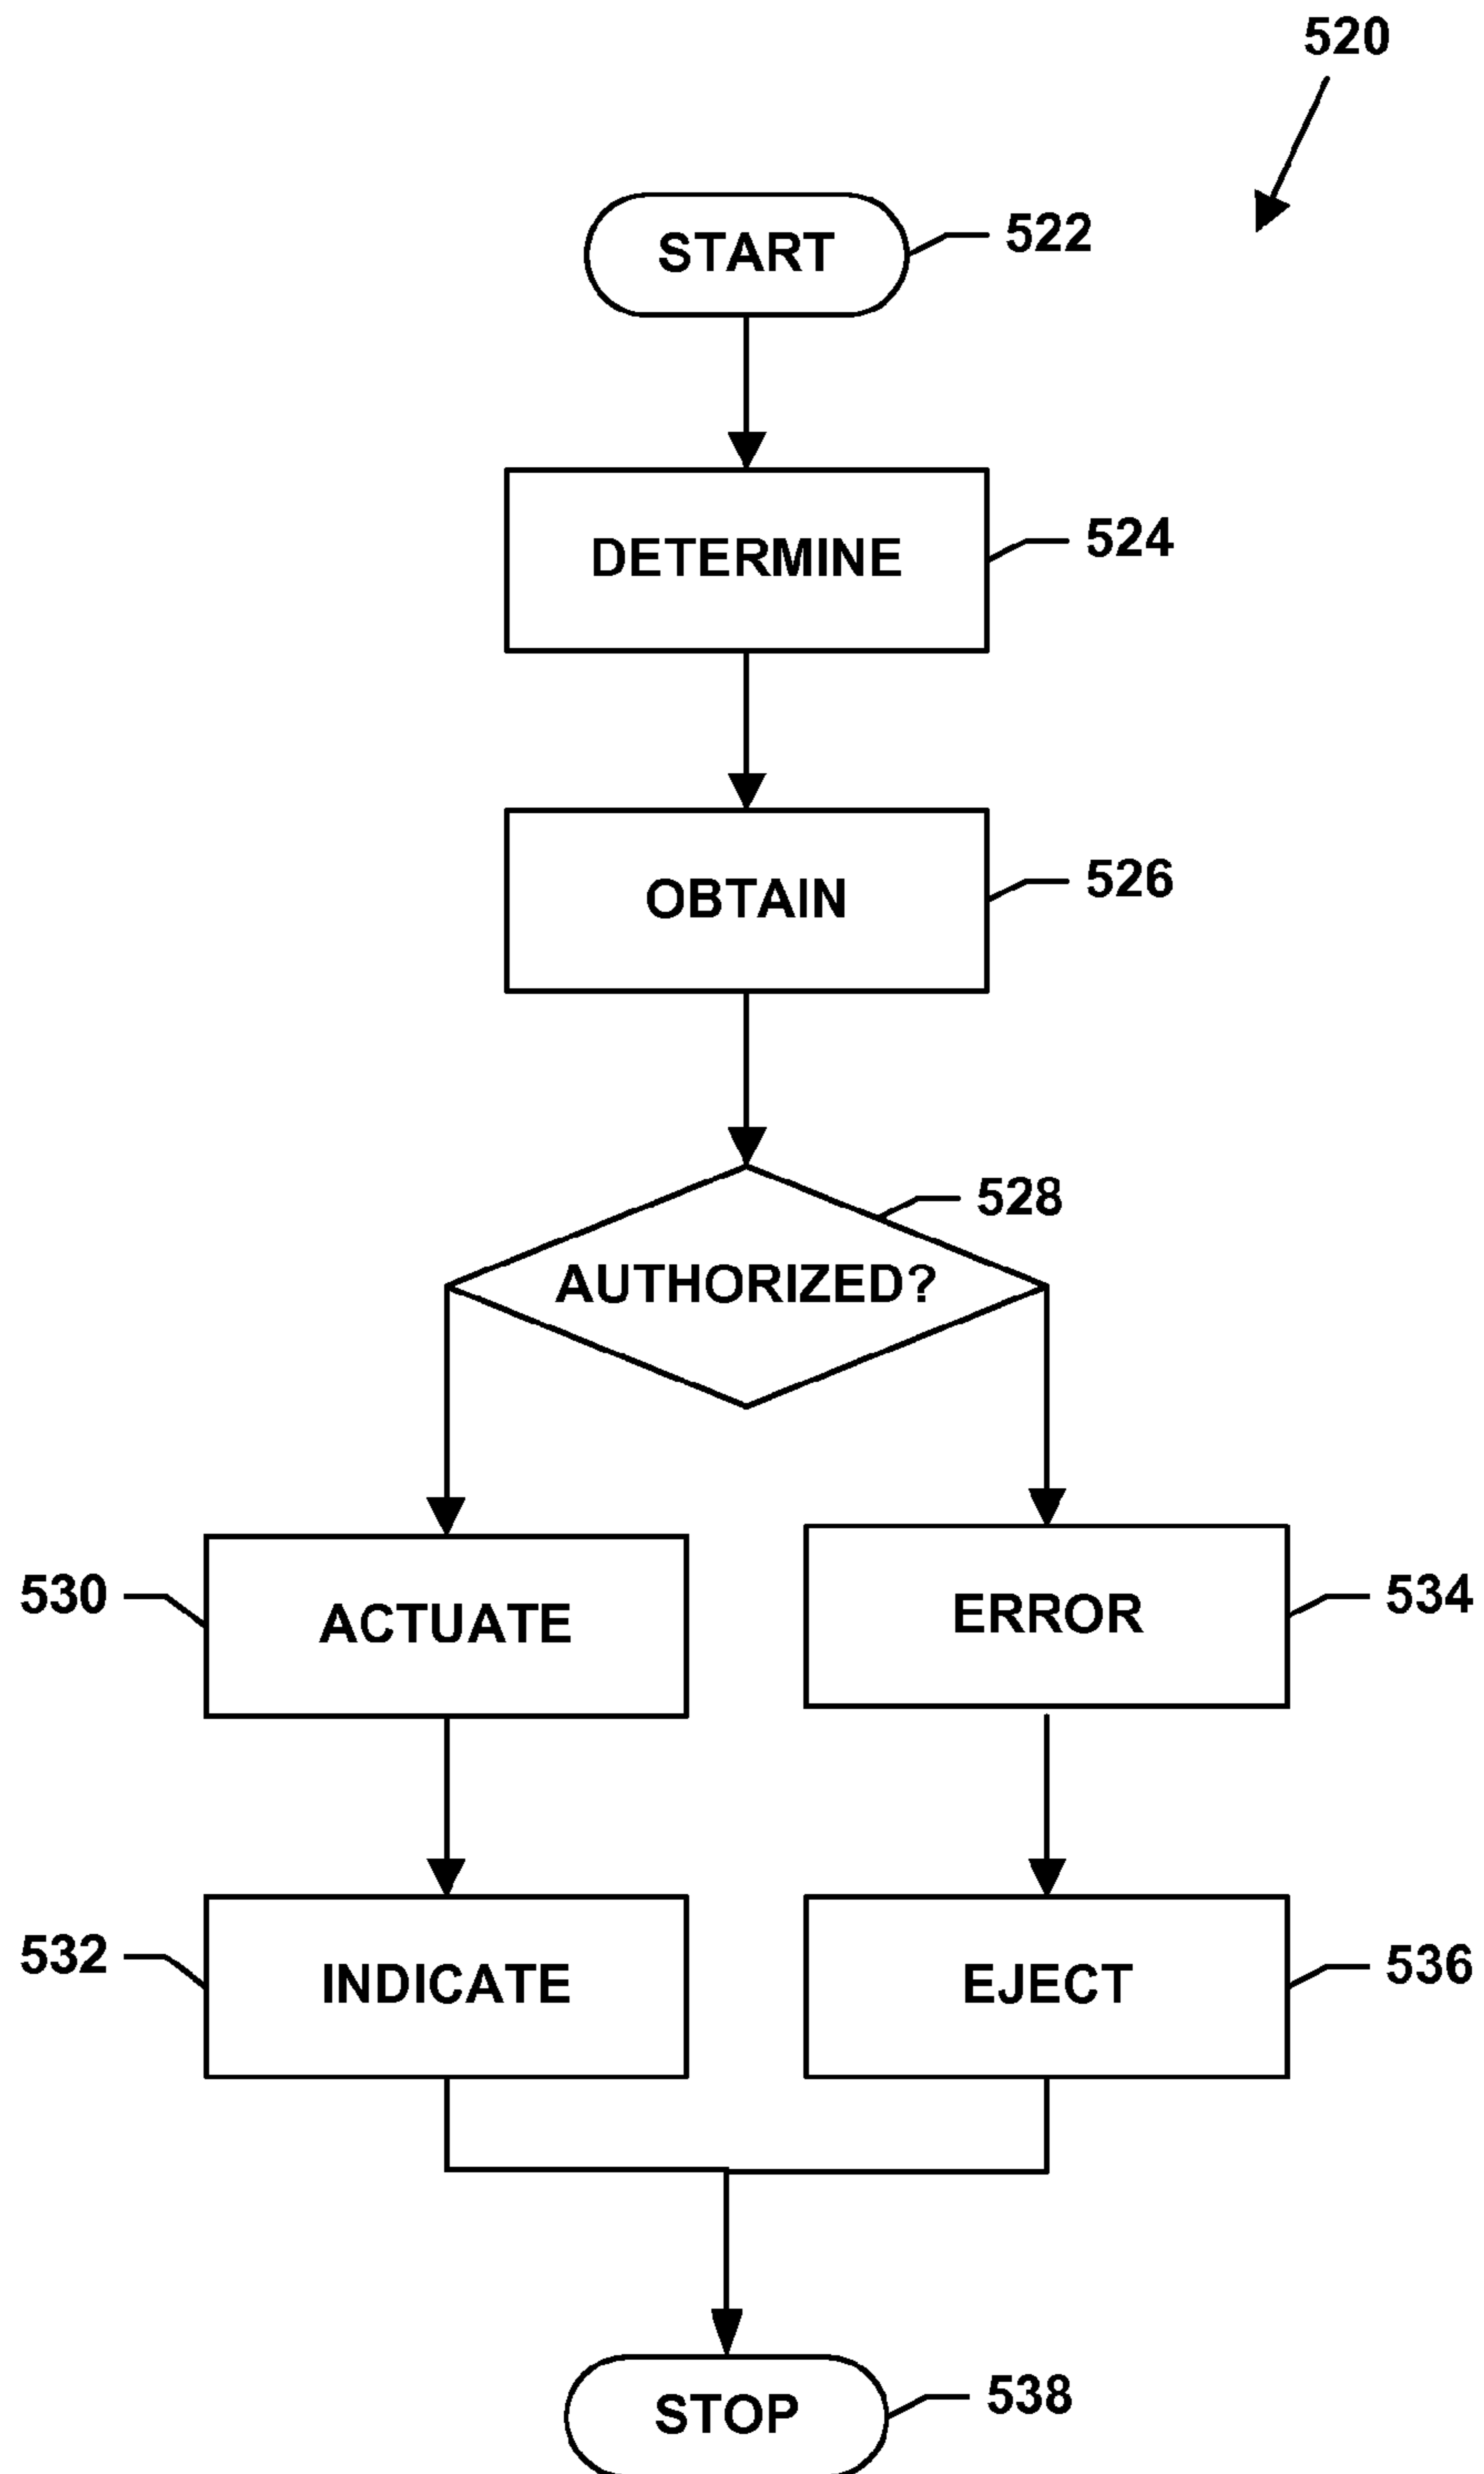 520
START
522
DETERMINE
524
OBTAIN
526
528
AUTHORIZED?
530
ACTUATE
ERROR
534
532
INDICATE
EJECT
536
STOP
538